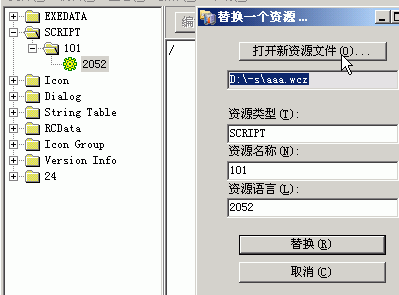 EXEDATA
SCRIPT
101
2052
Icon
Dialog
String Table
RCData
Icon Group
Version Info
24
编
/
替换一个资源 ...
打开新资源文件(O)...
D:\-s\aaa.wcz
资源类型(T):
SCRIPT
资源名称(N):
101
资源语言(L):
2052
替换(R)
取消(C)